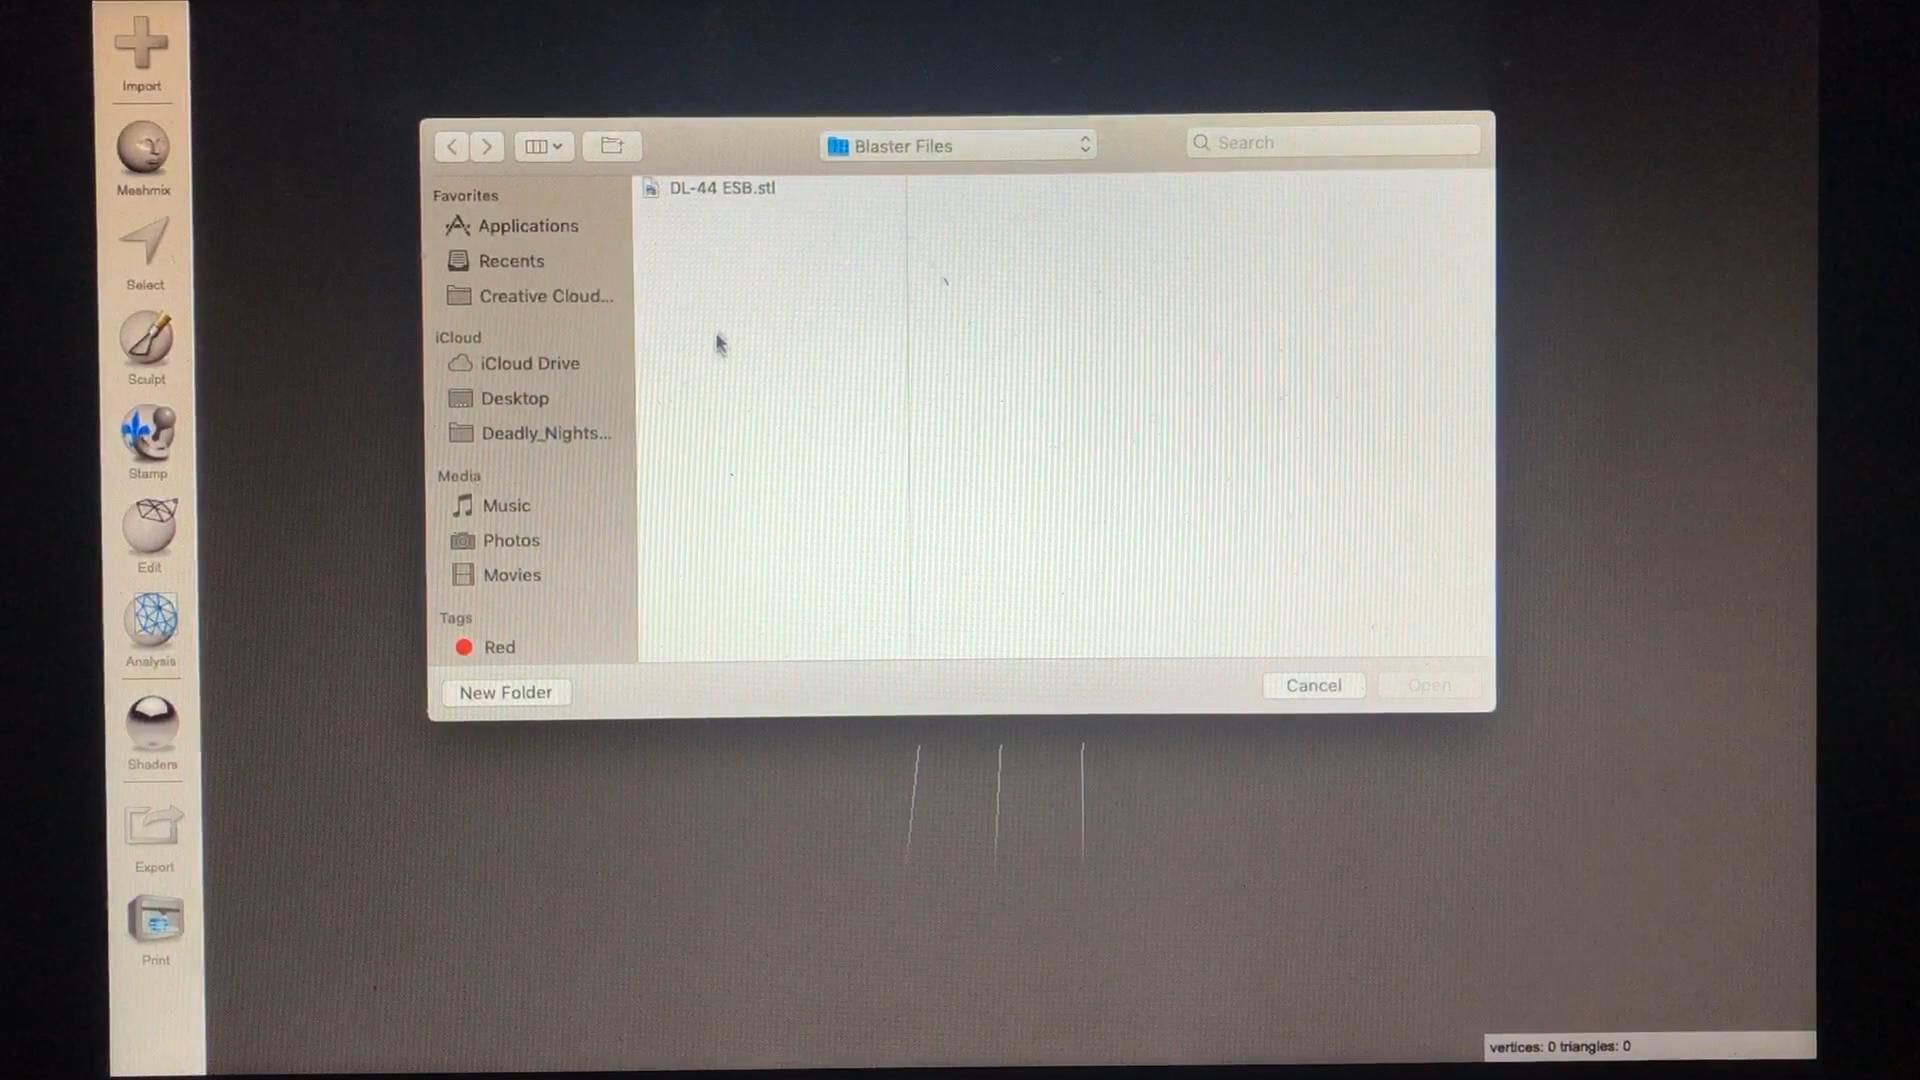 Import
Meshmix
Select
Sculpt
Stamp
Edit
Analysis
Shaders
Export
Print
Blaster Files
Search
Favorites
Applications
Recents
Creative Cloud...
iCloud
iCloud Drive
Desktop
Deadly_Nights...
Media
Music
Photos
Movies
Tags
Red
DL-44 ESB.stl
New Folder
Cancel
Open
vertices: 0 triangles: 0